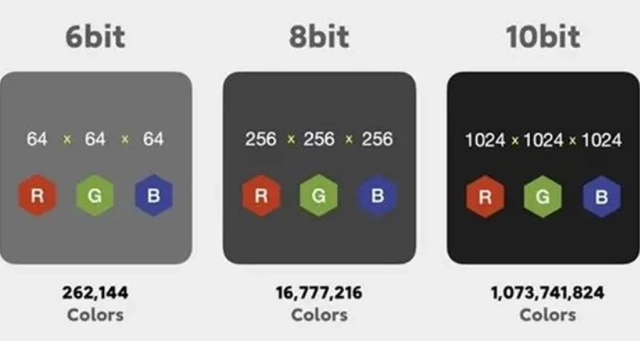 6bit
64 x 64 x 64
R G B
262,144
Colors
8bit
256 x 256 x 256
R G B
16,777,216
Colors
10bit
1024 x 1024 x 1024
R G B
1,073,741,824
Colors